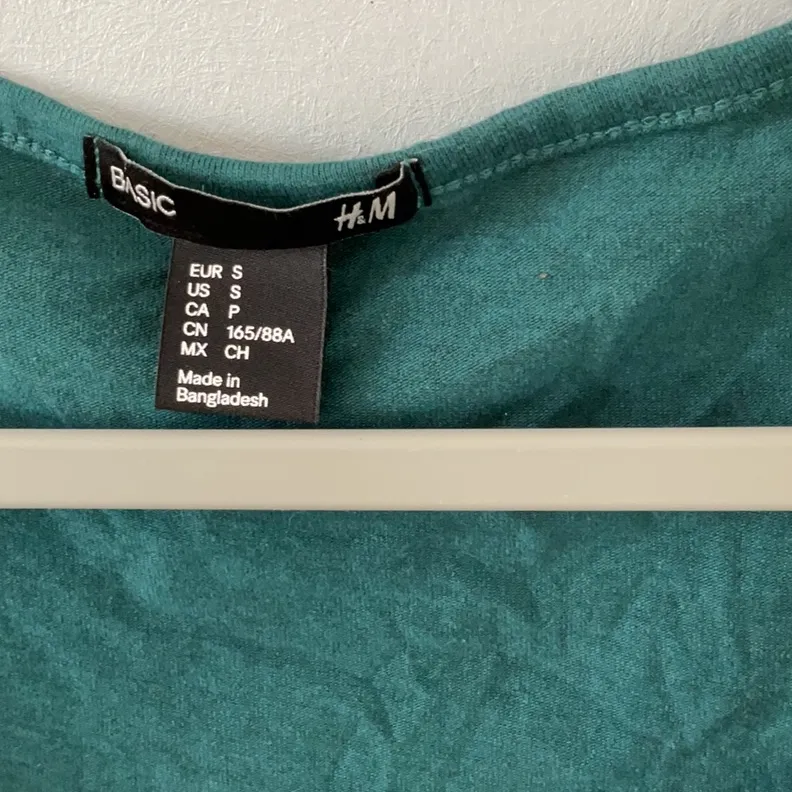 BASIC H&M
EUR S
US S
CA P
CN 165/88A
MX CH
Made in
Bangladesh